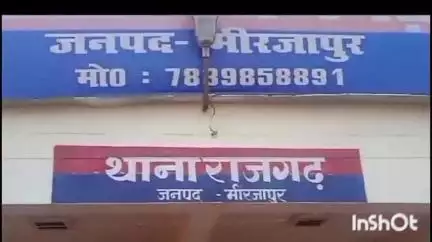 जनपद- मीरजापुर
मो0 : 7839858891
थाना राजगढ़
जनपद - मीरजापुर
InShOt